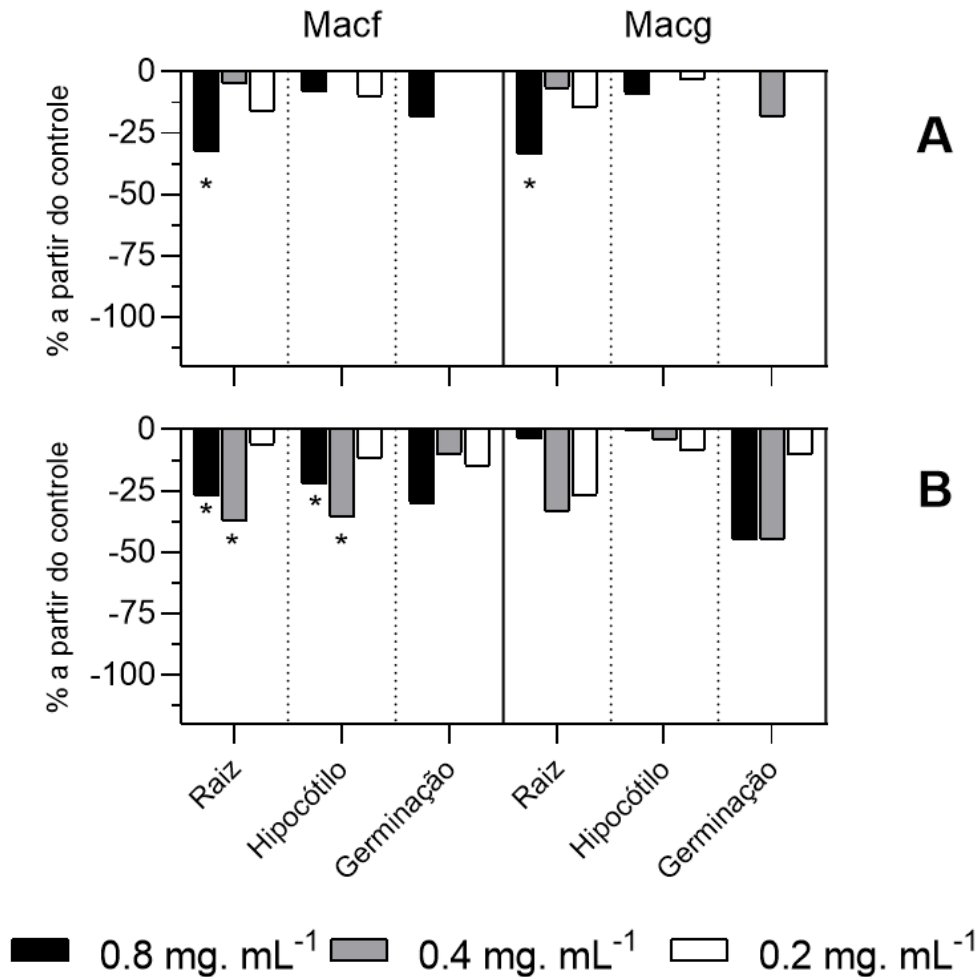 Macf Macg
% a partir do controle
0
-25
-50
-75
-100
*
*
A
% a partir do controle
0
-25
-50
-75
-100
*
*
*
*
B
Raiz
Hipocótilo
Germinação
Raiz
Hipocótilo
Germinação
0.8 mg. mL⁻¹ 0.4 mg. mL⁻¹ 0.2 mg. mL⁻¹